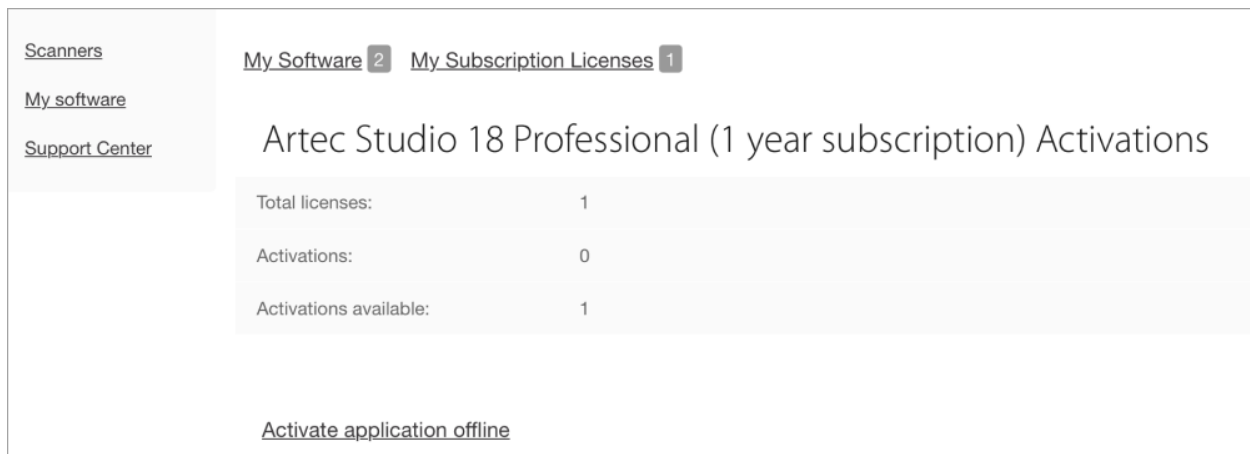 Scanners
My software
Support Center
My Software 2 My Subscription Licenses 1
Artec Studio 18 Professional (1 year subscription) Activations
Total licenses: 1
Activations: 0
Activations available: 1
Activate application offline